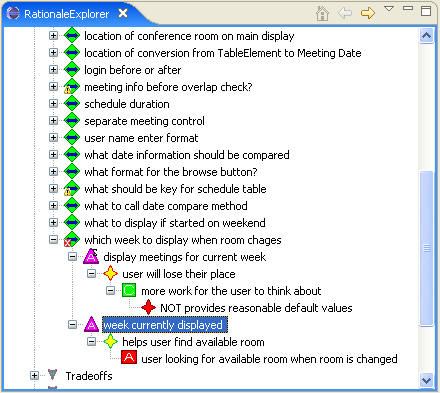 RationaleExplorer
location of conference room on main display
location of conversion from TableElement to Meeting Date
login before or after
meeting info before overlap check?
schedule duration
separate meeting control
user name enter format
what date information should be compared
what format for the browse button?
what should be key for schedule table
what to call date compare method
what to display if started on weekend
which week to display when room chages
A display meetings for current week
user will lose their place
C more work for the user to think about
NOT provides reasonable default values
A week currently displayed
helps user find available room
A user looking for available room when room is changed
Tradeoffs